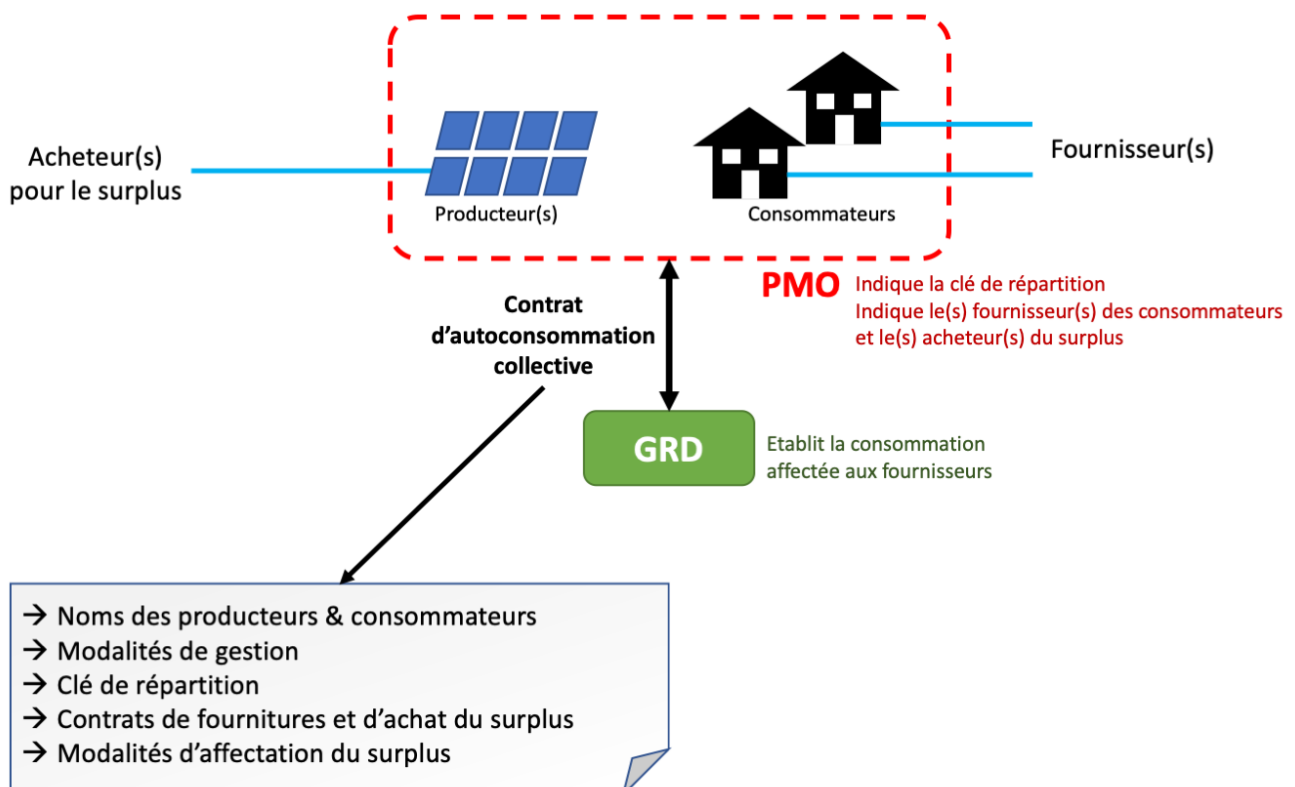 Acheteur(s)
pour le surplus
Producteur(s)
Consommateurs
Fournisseur(s)
PMO
Indique la clé de répartition
Indique le(s) fournisseur(s) des consommateurs
et le(s) acheteur(s) du surplus
Contrat
d'autoconsommation
collective
GRD
Etablit la consommation
affectée aux fournisseurs
→ Noms des producteurs & consommateurs
→ Modalités de gestion
→ Clé de répartition
→ Contrats de fournitures et d'achat du surplus
→ Modalités d'affectation du surplus